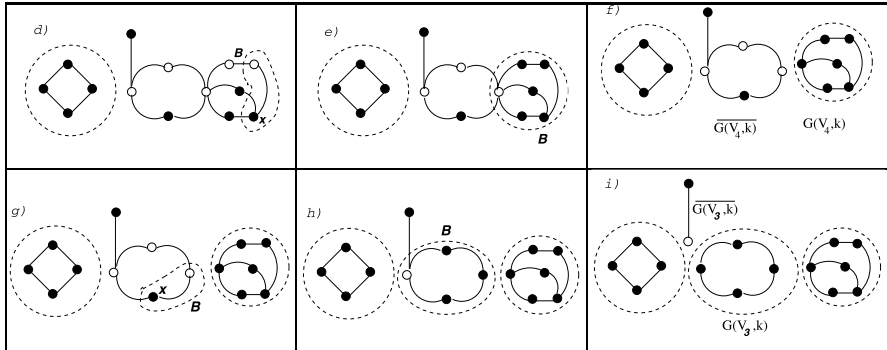 d)
B
x
e)
B
f)
G(V4,k) G(V4,k)
g)
x
B
h)
B
i)
G(V3,k)
G(V3,k)